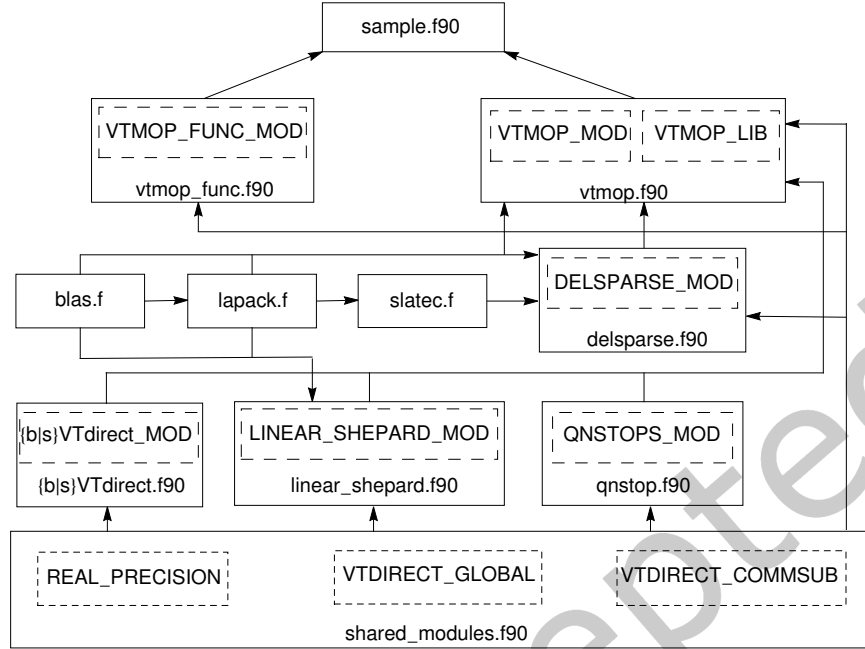 sample.f90
VTMOP_FUNC_MOD
vtmop_func.f90
VTMOP_MOD
VTMOP_LIB
vtmop.f90
blas.f
lapack.f
slatec.f
DELSPARSE_MOD
delsparse.f90
{b|s}VTdirect_MOD
{b|s}VTdirect.f90
LINEAR_SHEPARD_MOD
linear_shepard.f90
QNSTOPS_MOD
qnstop.f90
REAL_PRECISION
VTDIRECT_GLOBAL
VTDIRECT_COMMSUB
shared_modules.f90